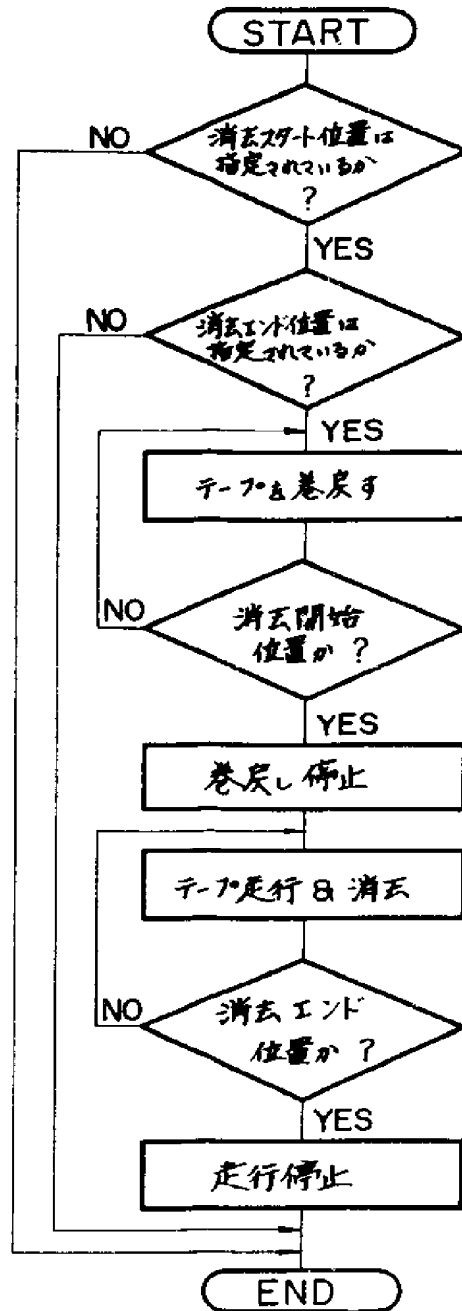 START
NO
消去スタート位置は
指定されているか
?
YES
NO
消去エンド位置は
指定されているか
?
YES
テープを巻戻す
NO
消去開始
位置か ?
YES
巻戻し停止
テープ走行 & 消去
NO
消去エンド
位置か ?
YES
走行停止
END